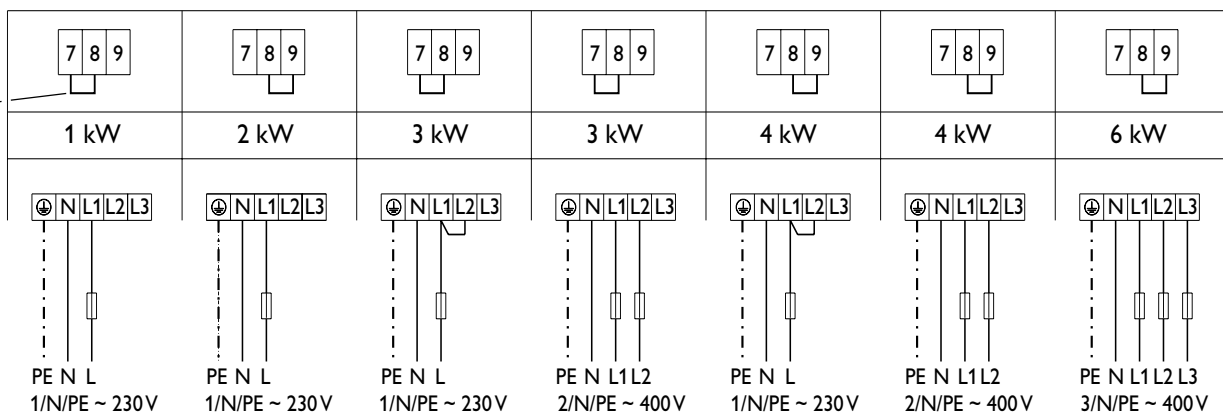 7 8 9 7 8 9 7 8 9 7 8 9 7 8 9 7 8 9 7 8 9
1 kW 2 kW 3 kW 3 kW 4 kW 4 kW 6 kW
N L1 L2 L3 N L1 L2 L3 N L1 L2 L3 N L1 L2 L3 N L1 L2 L3 N L1 L2 L3 N L1 L2 L3
PE N L PE N L PE N L PE N L1 L2 PE N L PE N L1 L2 PE N L1 L2 L3
1/N/PE ~ 230 V 1/N/PE ~ 230 V 1/N/PE ~ 230 V 2/N/PE ~ 400 V 1/N/PE ~ 230 V 2/N/PE ~ 400 V 3/N/PE ~ 400 V